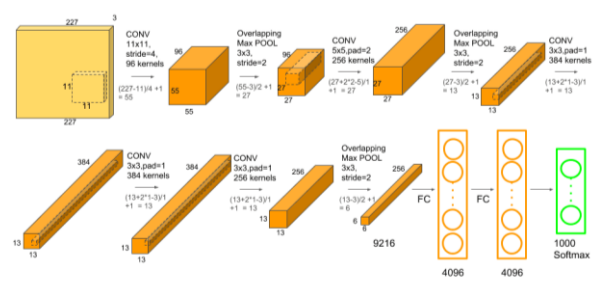 227
3
11
11
227
CONV
11x11,
stride=4,
96 kernels
(227-11)/4 +1
= 55
96
55
55
Overlapping
Max POOL
3x3,
stride=2
(55-3)/2 +1
= 27
96
27
27
CONV
5x5,pad=2
256 kernels
(27+2*2-5)/1
+1 = 27
256
27
27
Overlapping
Max POOL
3x3,
stride=2
(27-3)/2 +1
= 13
256
13
13
CONV
3x3,pad=1
384 kernels
(13+2*1-3)/1
+1 = 13
384
13
13
CONV
3x3,pad=1
384 kernels
(13+2*1-3)/1
+1 = 13
384
13
13
CONV
3x3,pad=1
256 kernels
(13+2*1-3)/1
+1 = 13
256
13
13
Overlapping
Max POOL
3x3,
stride=2
(13-3)/2 +1
= 6
256
6
6
9216
FC
4096
FC
4096
1000
Softmax